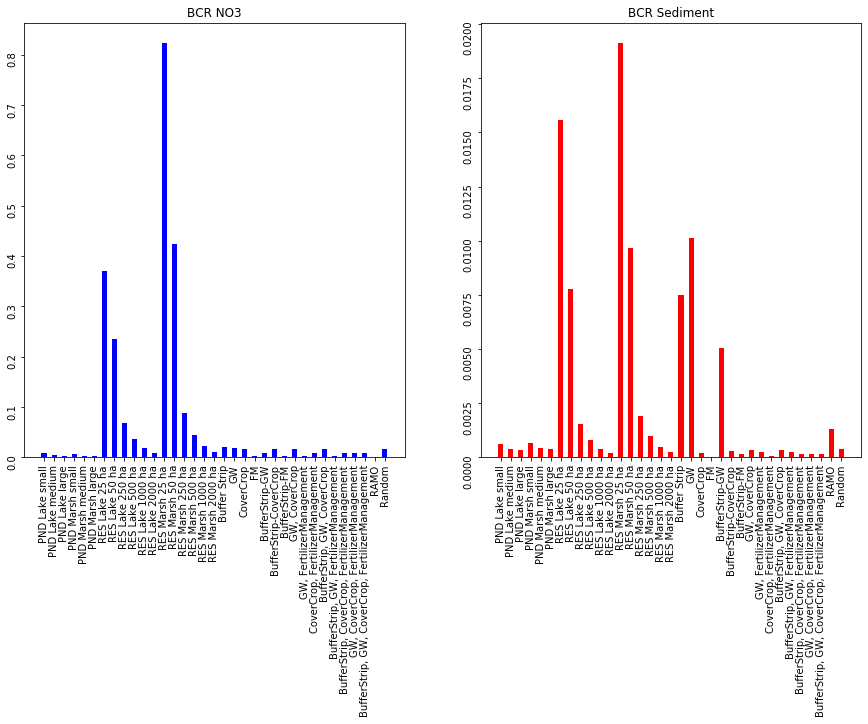 BCR NO3
0.8
0.7
0.6
0.5
0.4
0.3
0.2
0.1
0.0
PND Lake small
PND Lake medium
PND Lake large
PND Marsh small
PND Marsh medium
PND Marsh large
RES Lake 25 ha
RES Lake 50 ha
RES Lake 250 ha
RES Lake 500 ha
RES Lake 1000 ha
RES Lake 2000 ha
RES Marsh 25 ha
RES Marsh 50 ha
RES Marsh 250 ha
RES Marsh 500 ha
RES Marsh 1000 ha
RES Marsh 2000 ha
Buffer Strip
GW
CoverCrop
FM
BufferStrip-GW
BufferStrip-CoverCrop
BufferStrip-FM
GW, CoverCrop
GW, FertilizerManagement
CoverCrop, FertilizerManagement
BufferStrip, GW, CoverCrop
BufferStrip, GW, FertilizerManagement
BufferStrip, CoverCrop, FertilizerManagement
GW, CoverCrop, FertilizerManagement
BufferStrip, GW, CoverCrop, FertilizerManagement
RAMO
Random
BCR Sediment
0.0200
0.0175
0.0150
0.0125
0.0100
0.0075
0.0050
0.0025
0.0000
PND Lake small
PND Lake medium
PND Lake large
PND Marsh small
PND Marsh medium
PND Marsh large
RES Lake 25 ha
RES Lake 50 ha
RES Lake 250 ha
RES Lake 500 ha
RES Lake 1000 ha
RES Lake 2000 ha
RES Marsh 25 ha
RES Marsh 50 ha
RES Marsh 250 ha
RES Marsh 500 ha
RES Marsh 1000 ha
RES Marsh 2000 ha
Buffer Strip
GW
CoverCrop
FM
BufferStrip-GW
BufferStrip-CoverCrop
BufferStrip-FM
GW, CoverCrop
GW, FertilizerManagement
CoverCrop, FertilizerManagement
BufferStrip, GW, CoverCrop
BufferStrip, GW, FertilizerManagement
BufferStrip, CoverCrop, FertilizerManagement
GW, CoverCrop, FertilizerManagement
BufferStrip, GW, CoverCrop, FertilizerManagement
RAMO
Random